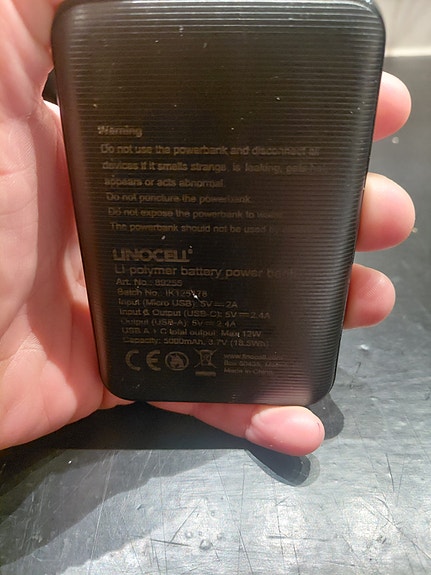 Warning
Do not use the powerbank and disconnect all
devices if it smells strange, is leaking, gets
appears or acts abnormal.
Do not puncture the powerbank.
Do not expose the powerbank to
The powerbank should not be used
LINOCELL®
Li-polymer battery power bank
Art. No.: 89255
Batch No.:
Input (Micro USB): 5V⎓2A
Input & Output (USB-C): 5V⎓2.4A
Output (USB-A): 5V⎓2.4A
USB A + C total output: Max 12W
Capacity: 5000mAh, 3.7V (18.5Wh)
CE
Made in China